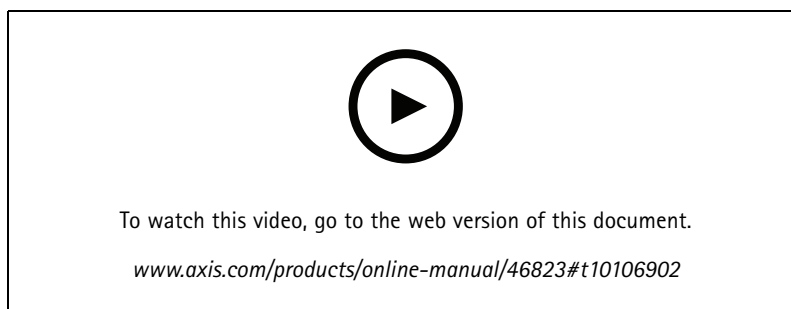 To watch this video, go to the web version of this document.
www.axis.com/products/online-manual/46823#t10106902